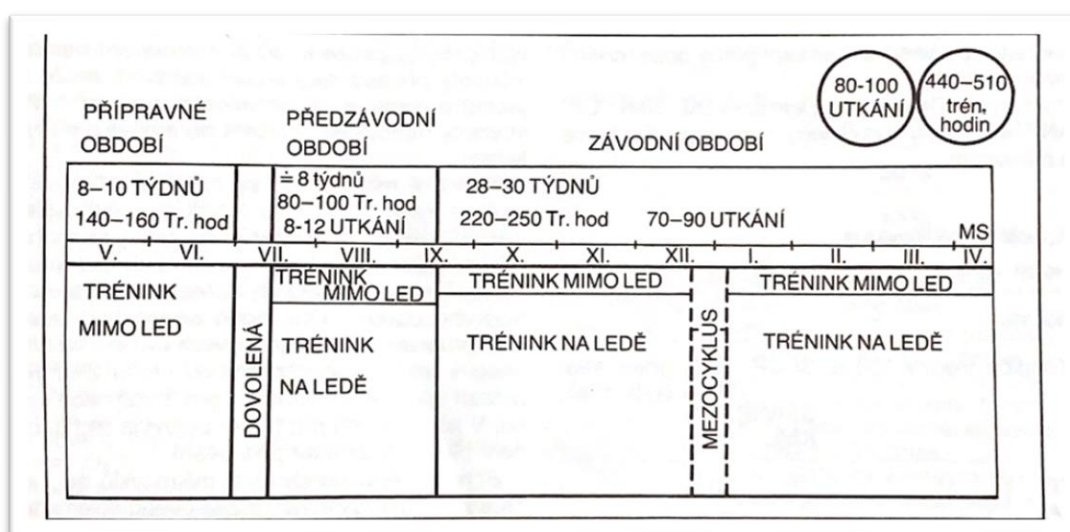 80-100
UTKÁNÍ
440–510
trén.
hodin
PŘÍPRAVNÉ
OBDOBÍ
PŘEDZÁVODNÍ
OBDOBÍ
ZÁVODNÍ OBDOBÍ
8–10 TÝDNŮ
140–160 Tr. hod
≐ 8 týdnů
80–100 Tr. hod
8-12 UTKÁNÍ
28–30 TÝDNŮ
220–250 Tr. hod
70–90 UTKÁNÍ
MS
V. VI. VII. VIII. IX. X. XI. XII. I. II. III. IV.
TRÉNINK
MIMO LED
DOVOLENÁ
TRÉNINK
MIMO LED
TRÉNINK
NA LEDĚ
TRÉNINK MIMO LED
TRÉNINK NA LEDĚ
MEZOCYKLUS
TRÉNINK MIMO LED
TRÉNINK NA LEDĚ